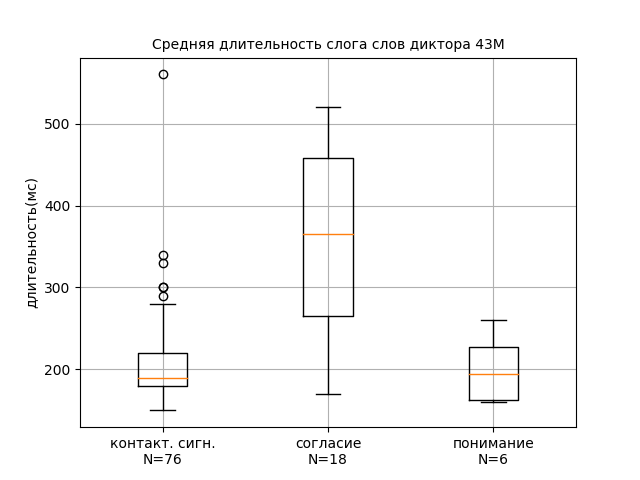 Средняя длительность слога слов диктора 43М
длительность(мс)
500
400
300
200
контакт. сигн.
N=76
согласие
N=18
понимание
N=6